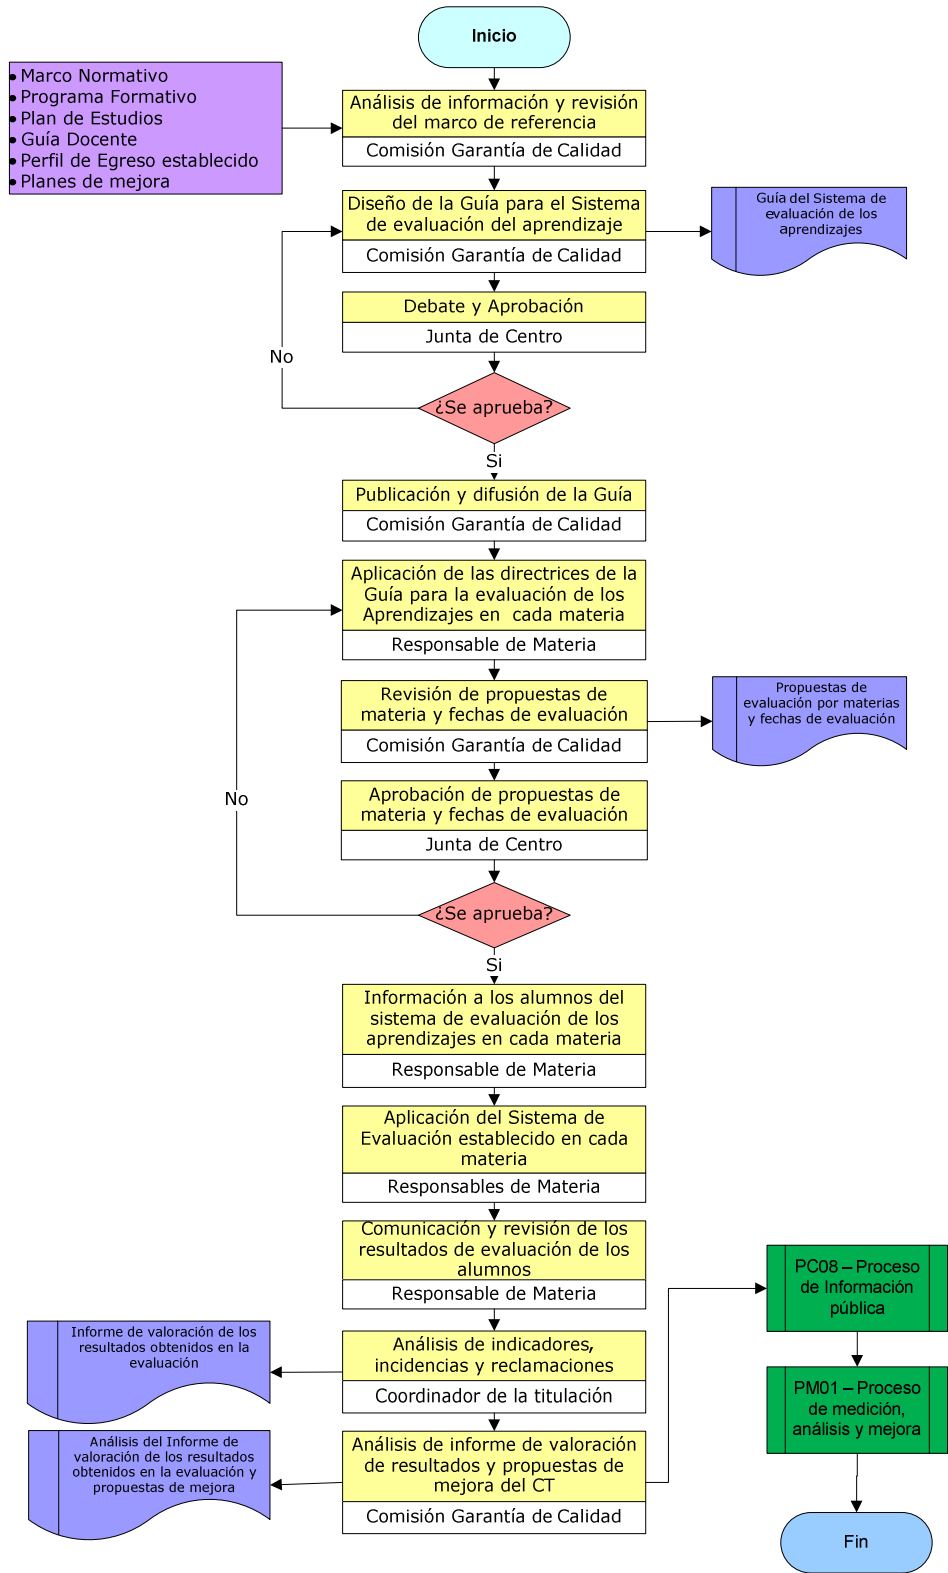 Inicio
● Marco Normativo
● Programa Formativo
● Plan de Estudios
● Guía Docente
● Perfil de Egreso establecido
● Planes de mejora
Análisis de información y revisión
del marco de referencia
Comisión Garantía de Calidad
Diseño de la Guía para el Sistema
de evaluación del aprendizaje
Comisión Garantía de Calidad
Guía del Sistema de
evaluación de los
aprendizajes
Debate y Aprobación
Junta de Centro
No
¿Se aprueba?
Si
Publicación y difusión de la Guía
Comisión Garantía de Calidad
Aplicación de las directrices de la
Guía para la evaluación de los
Aprendizajes en cada materia
Responsable de Materia
Revisión de propuestas de
materia y fechas de evaluación
Comisión Garantía de Calidad
Propuestas de
evaluación por materias
y fechas de evaluación
Aprobación de propuestas de
materia y fechas de evaluación
Junta de Centro
No
¿Se aprueba?
Si
Información a los alumnos del
sistema de evaluación de los
aprendizajes en cada materia
Responsable de Materia
Aplicación del Sistema de
Evaluación establecido en cada
materia
Responsables de Materia
Comunicación y revisión de los
resultados de evaluación de los
alumnos
Responsable de Materia
Análisis de indicadores,
incidencias y reclamaciones
Coordinador de la titulación
Informe de valoración de los
resultados obtenidos en la
evaluación
Análisis de informe de valoración
de resultados y propuestas de
mejora del CT
Comisión Garantía de Calidad
Análisis del Informe de
valoración de los resultados
obtenidos en la evaluación y
propuestas de mejora
PC08 – Proceso
de Información
pública
PM01 – Proceso
de medición,
análisis y mejora
Fin